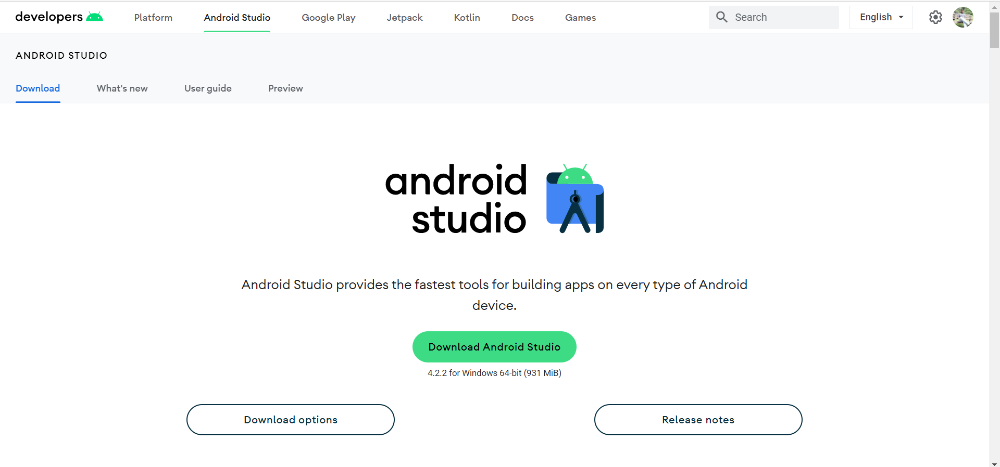 developers Platform Android Studio Google Play Jetpack Kotlin Docs Games Search English
ANDROID STUDIO
Download What's new User guide Preview
android
studio
Android Studio provides the fastest tools for building apps on every type of Android
device.
Download Android Studio
4.2.2 for Windows 64-bit (931 MiB)
Download options Release notes